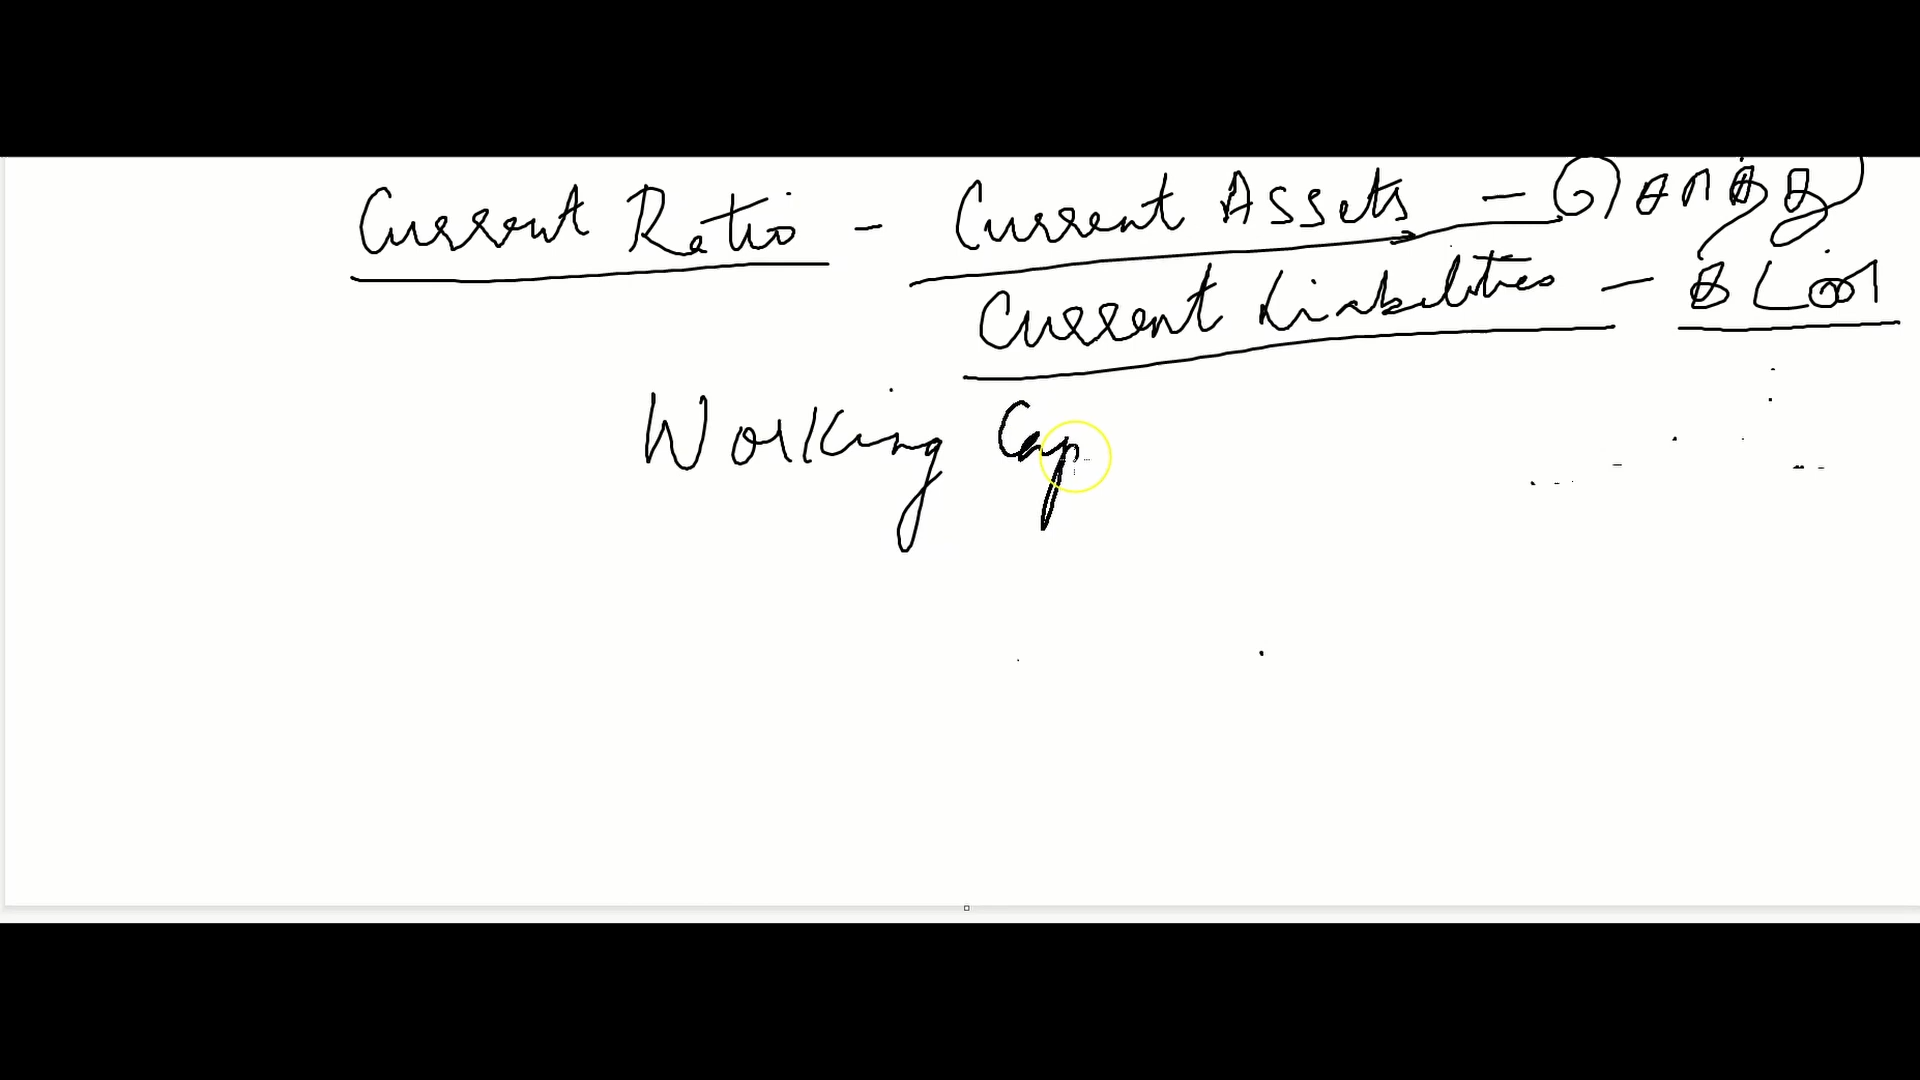 Current Ratio - Current Assets -
Current Liabilities -
Working Cap